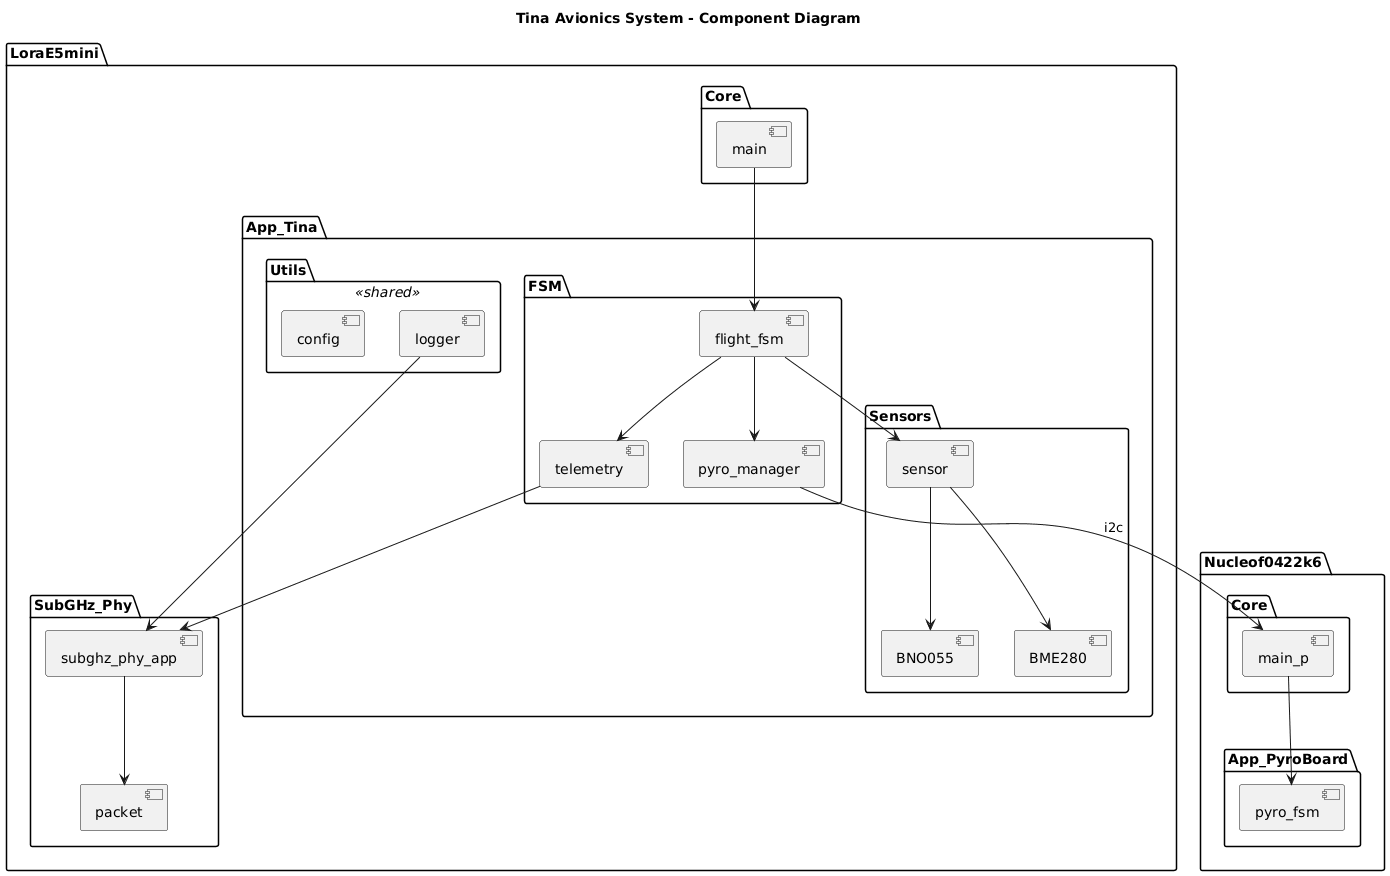 Tina Avionics System - Component Diagram
LoraE5mini
Core
main
App_Tina
Utils
«shared»
config
logger
FSM
flight_fsm
telemetry
pyro_manager
Sensors
sensor
i2c
BNO055
BME280
SubGHz_Phy
subghz_phy_app
packet
Nucleof0422k6
Core
main_p
App_PyroBoard
pyro_fsm